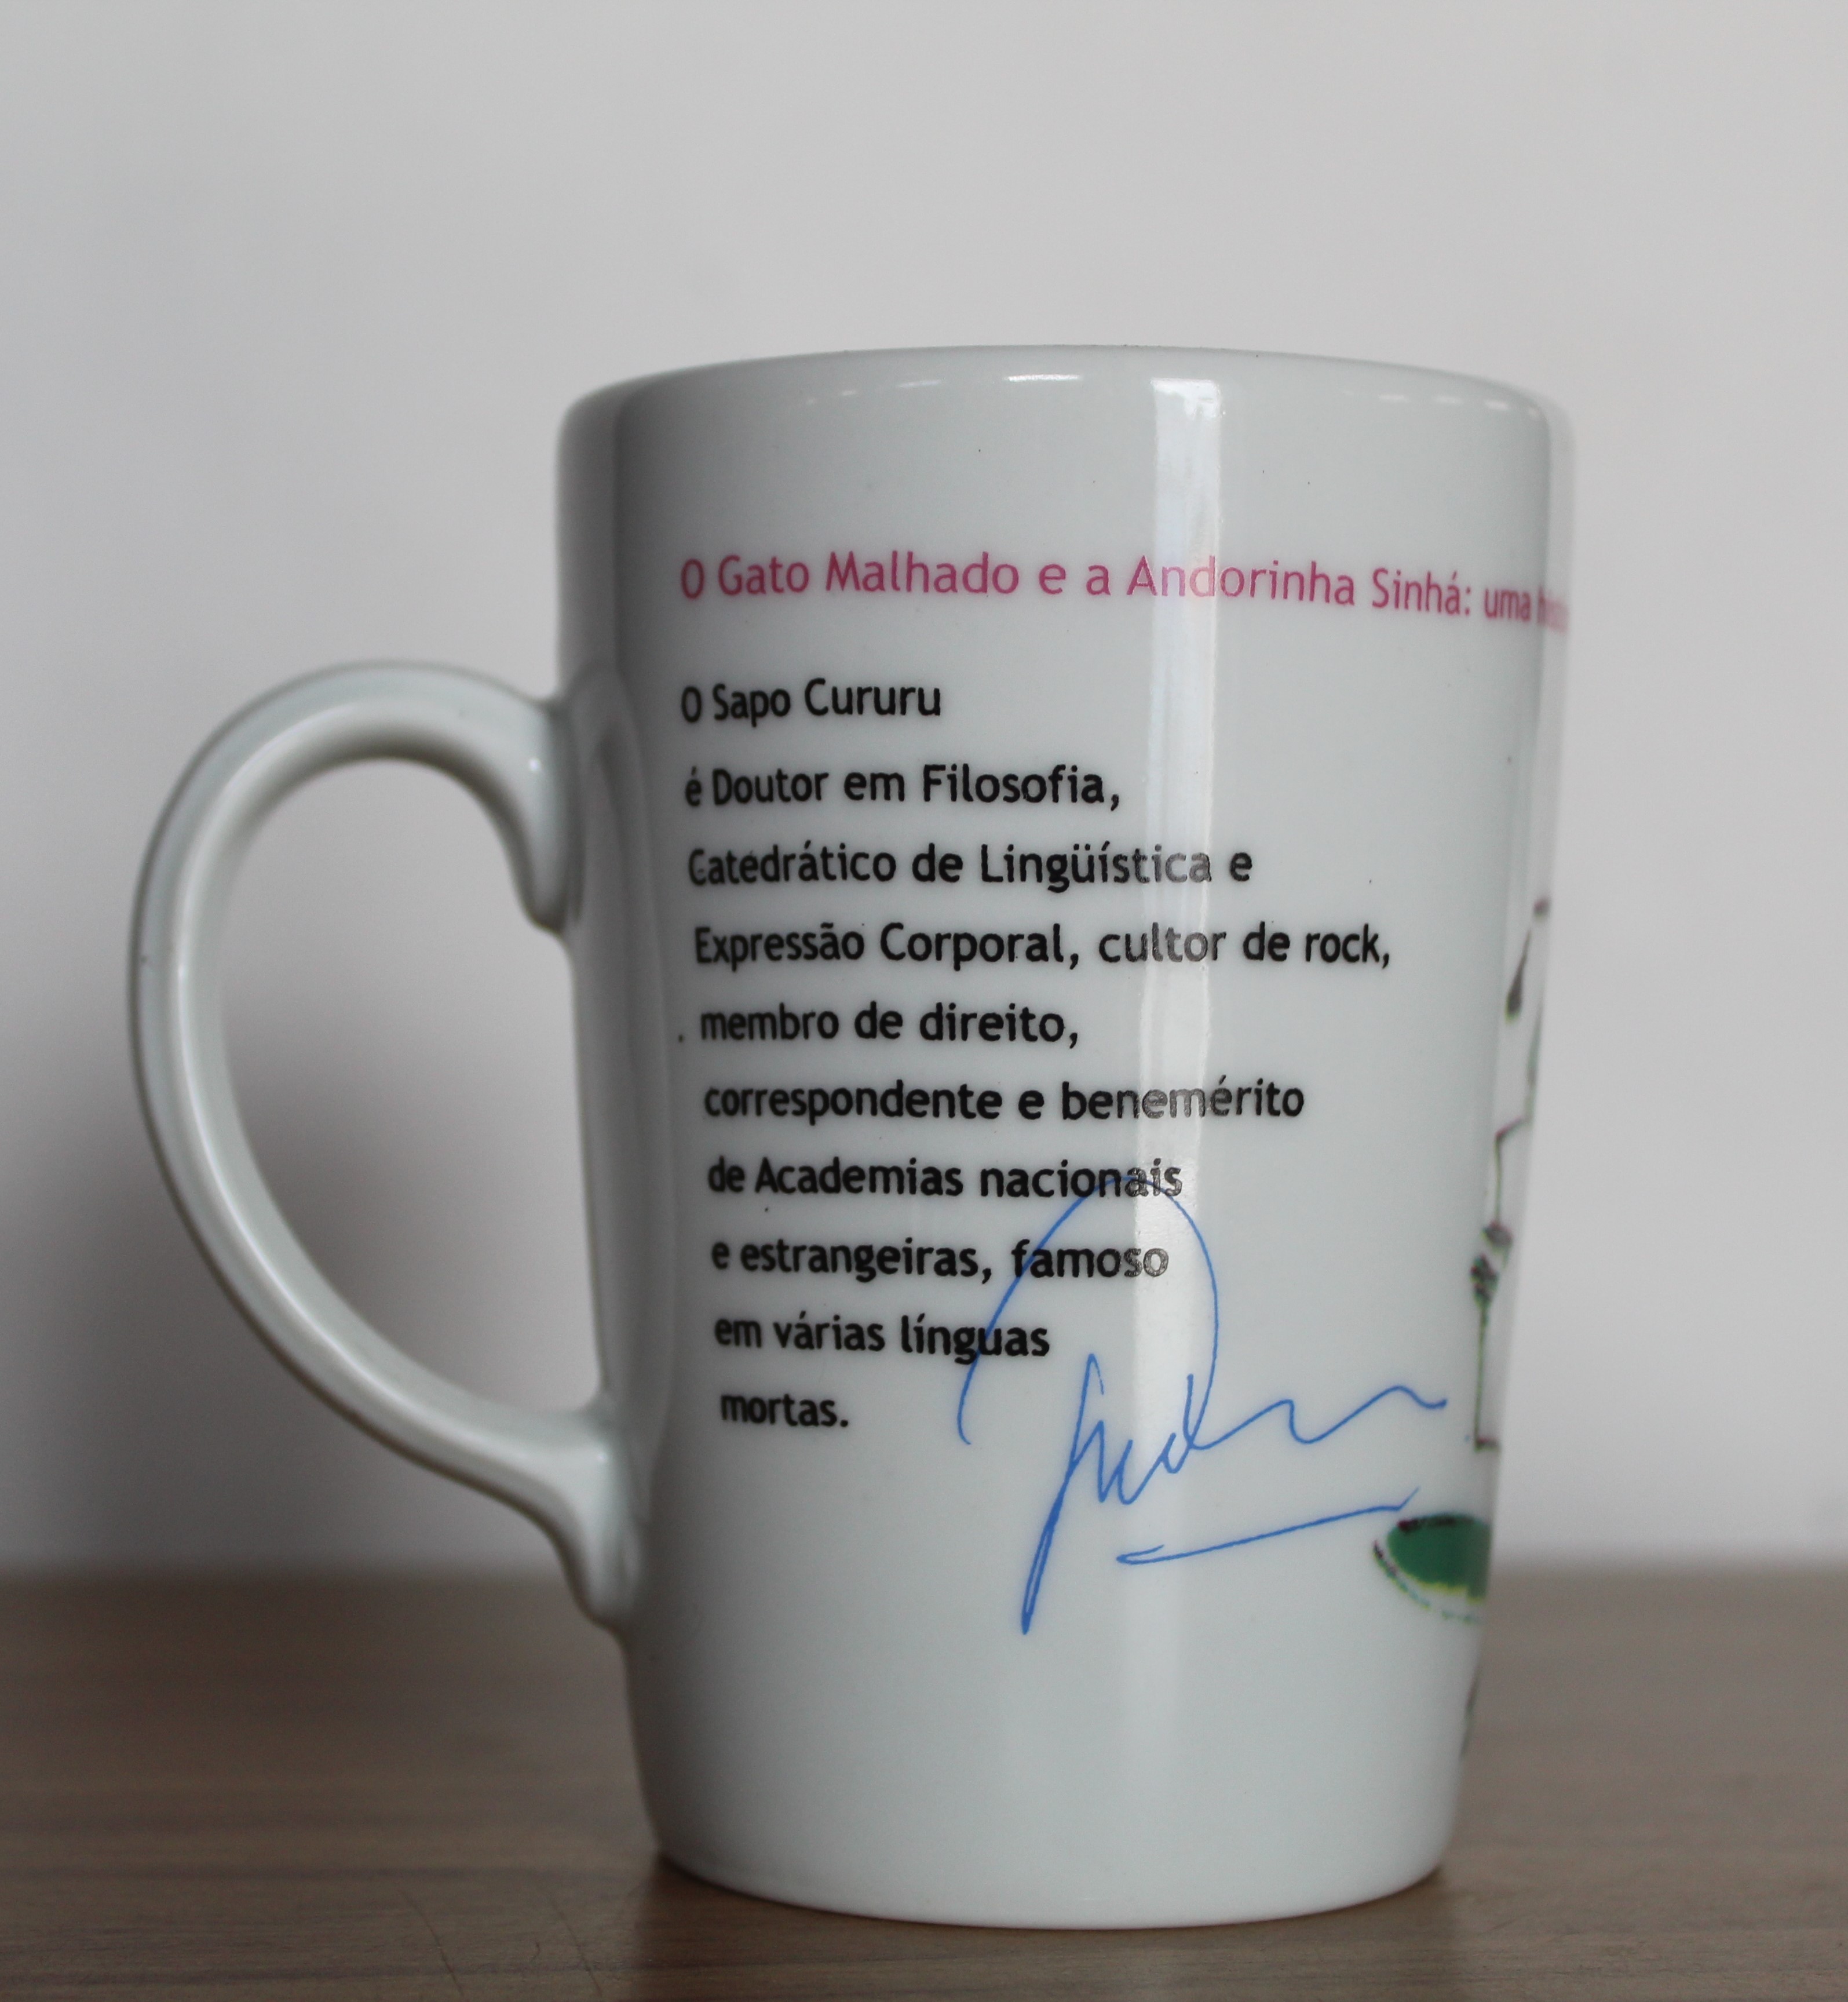 O Gato Malhado e a Andorinha Sinhá: uma
O Sapo Cururu
é Doutor em Filosofia,
Catedrático de Lingüística e
Expressão Corporal, cultor de rock,
membro de direito,
correspondente e benemérito
de Academias nacionais
e estrangeiras, famoso
em várias línguas
mortas.